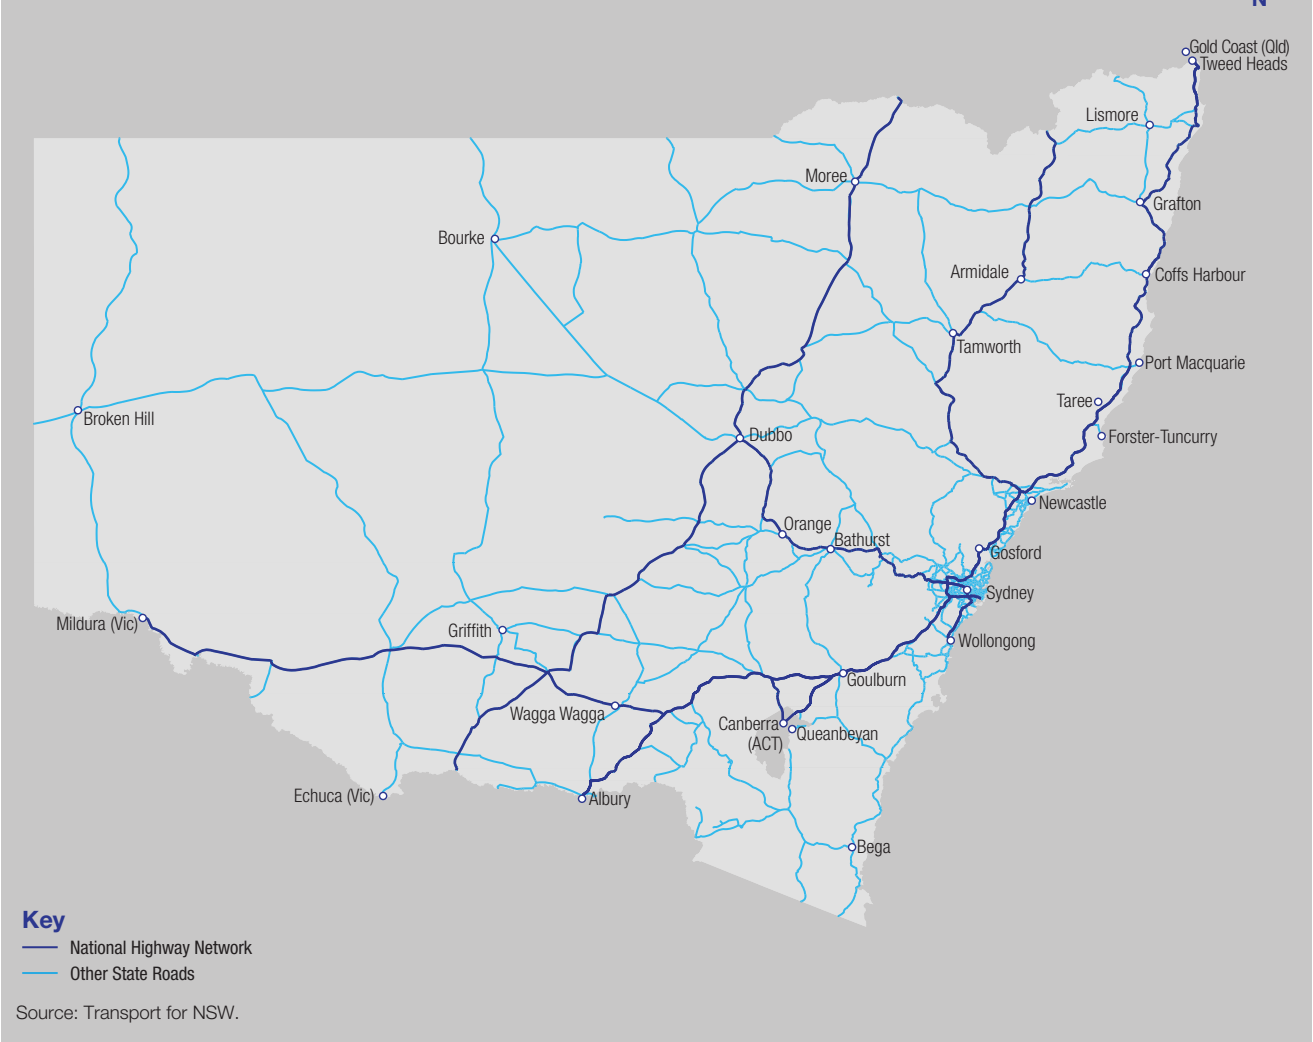 N
Gold Coast (Qld)
Tweed Heads
Lismore
Moree
Grafton
Bourke
Armidale
Coffs Harbour
Tamworth
Port Macquarie
Taree
Broken Hill
Dubbo
Forster-Tuncurry
Newcastle
Orange
Bathurst
Gosford
Sydney
Mildura (Vic)
Griffith
Wollongong
Goulburn
Wagga Wagga
Canberra
(ACT)
Queanbeyan
Echuca (Vic)
Albury
Bega
Key
National Highway Network
Other State Roads
Source: Transport for NSW.